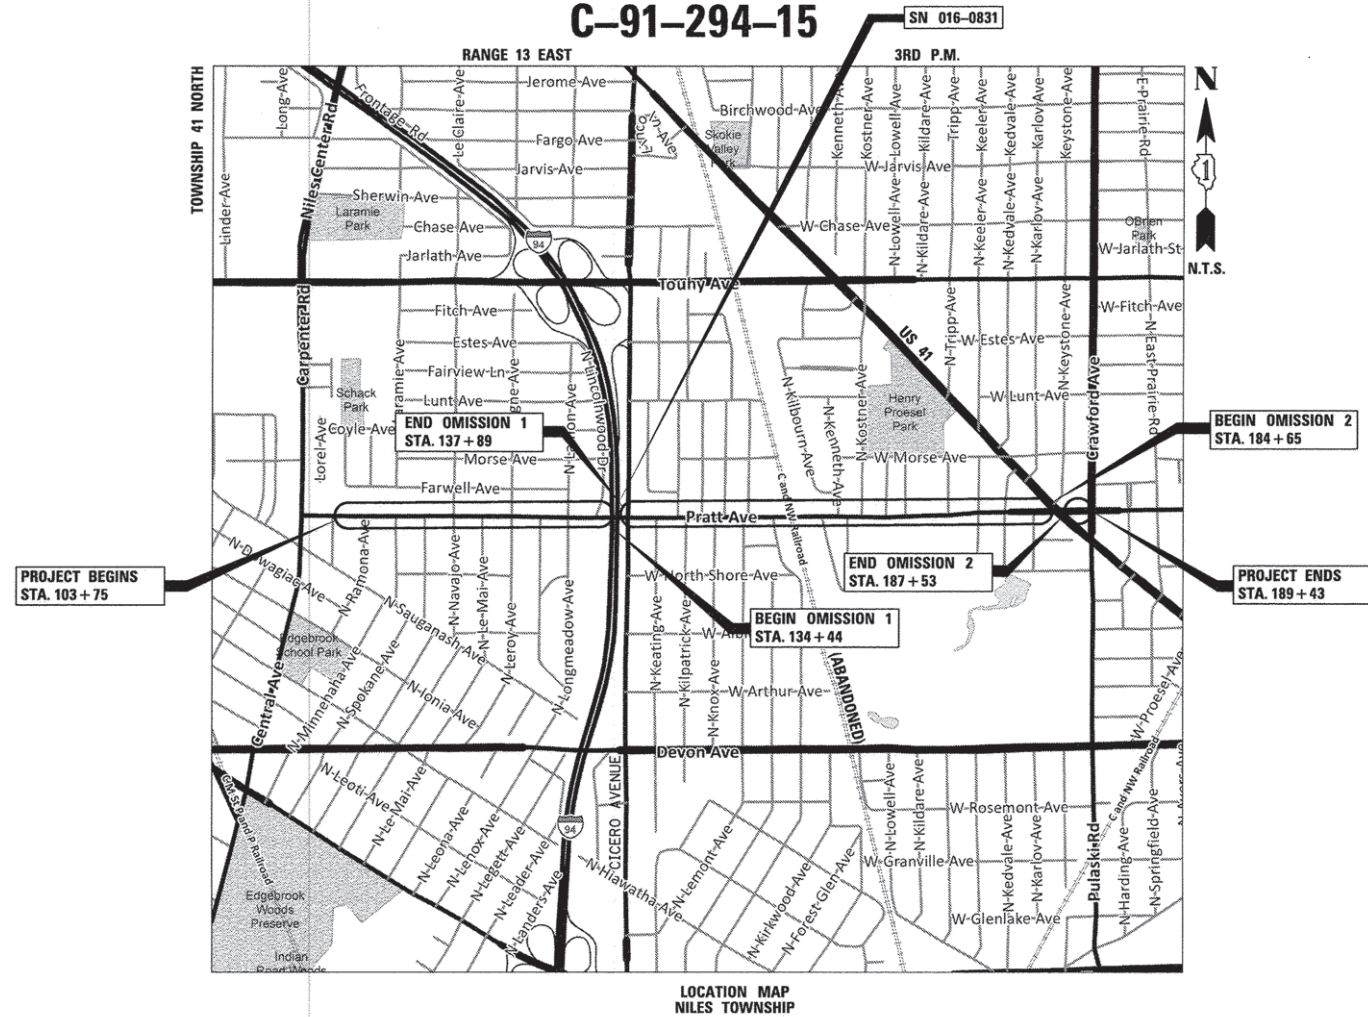 C–91–294–15
SN 016–0831
RANGE 13 EAST
3RD P.M.
TOWNSHIP 41 NORTH
N
1
N.T.S.
Jerome Ave
Long Ave
Frontage Rd
Niles Center Rd
Le Claire Ave
Birchwood Ave
Kenneth Ave
Kostner Ave
Lowell Ave
Kildare Ave
Tripp Ave
Keeler Ave
Kedvale Ave
Karlov Ave
Keystone Ave
E Prairie Rd
Fargo Ave
Skokie
Valley
Park
Jarvis Ave
W Jarvis Ave
Linder Ave
Sherwin Ave
Laramie
Park
Chase Ave
W Chase Ave
N Lowell Ave
N Kildare Ave
N Keeler Ave
N Kedvale Ave
N Karlov Ave
OBrien
Park
W Jarlath St
Jarlath Ave
94
Touhy Ave
Fitch Ave
W Fitch Ave
Carpenter Rd
Estes Ave
US 41
N Tripp Ave
W Estes Ave
N Keystone Ave
N East Prairie Rd
Fairview Ln
N Lincolnwood Dr
Crawford Ave
Schack
Park
Lunt Ave
N Kilbourn Ave
N Kenneth Ave
N Kostner Ave
Henry
Proesel
Park
W Lunt Ave
END OMISSION 1
STA. 137+89
BEGIN OMISSION 2
STA. 184+65
Coyle Ave
Lorel Ave
Morse Ave
W Morse Ave
Farwell Ave
C and NW Railroad
Pratt Ave
N Dowagiac Ave
N Ramona Ave
N Navajo Ave
N Le Mai Ave
PROJECT BEGINS
STA. 103+75
W North Shore Ave
END OMISSION 2
STA. 187+53
PROJECT ENDS
STA. 189+43
N Sauganash Ave
N Leroy Ave
N Longmeadow Ave
N Keating Ave
N Kilpatrick Ave
BEGIN OMISSION 1
STA. 134+44
Edgebrook
School Park
N Minnehaha Ave
N Spokane Ave
N Ionia Ave
N Knox Ave
W Arthur Ave
(ABANDONED)
W Proesel Ave
Central Ave
Devon Ave
N Leoti Ave
N Le Mai Ave
CICERO AVENUE
N Lowell Ave
N Kildare Ave
W Rosemont Ave
C and NW Railroad
C M St P and P Railroad
N Leona Ave
N Lenox Ave
N Legett Ave
N Leader Ave
N Landers Ave
94
N Hiawatha Ave
N Lemont Ave
W Granville Ave
N Kedvale Ave
N Karlov Ave
Pulaski Rd
N Harding Ave
N Springfield Ave
Edgebrook
Woods
Preserve
N Kirkwood Ave
N Forest Glen Ave
W Glenlake Ave
Indian
Road Woods
LOCATION MAP
NILES TOWNSHIP